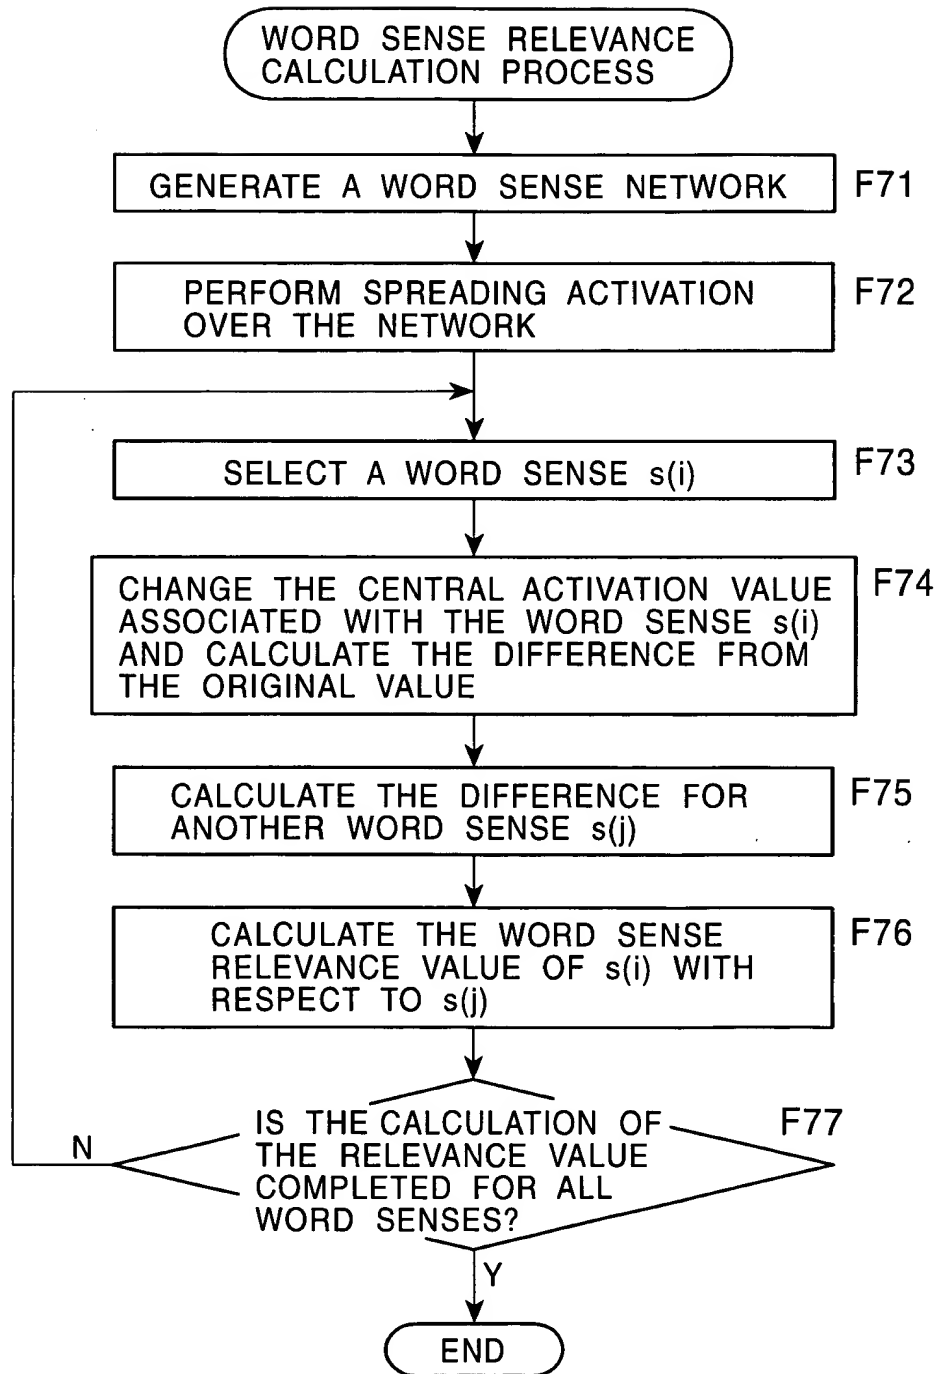 WORD SENSE RELEVANCE
CALCULATION PROCESS
GENERATE A WORD SENSE NETWORK
F71
PERFORM SPREADING ACTIVATION
OVER THE NETWORK
F72
SELECT A WORD SENSE s(i)
F73
CHANGE THE CENTRAL ACTIVATION VALUE
ASSOCIATED WITH THE WORD SENSE s(i)
AND CALCULATE THE DIFFERENCE FROM
THE ORIGINAL VALUE
F74
CALCULATE THE DIFFERENCE FOR
ANOTHER WORD SENSE s(j)
F75
CALCULATE THE WORD SENSE
RELEVANCE VALUE OF s(i) WITH
RESPECT TO s(j)
F76
IS THE CALCULATION OF
THE RELEVANCE VALUE
COMPLETED FOR ALL
WORD SENSES?
F77
N
Y
END